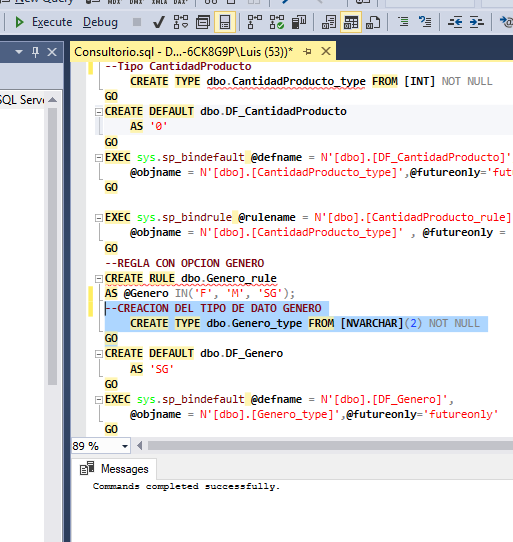 New Query
Execute Debug
Consultorio.sql - D...-6CK8G9P\Luis (53))*
SQL Serv
--Tipo CantidadProducto
CREATE TYPE dbo.CantidadProducto_type FROM [INT] NOT NULL
GO
CREATE DEFAULT dbo.DF_CantidadProducto
AS '0'
GO
EXEC sys.sp_bindefault @defname = N'[dbo].[DF_CantidadProducto]'
@objname = N'[dbo].[CantidadProducto_type]',@futureonly='futur
GO
EXEC sys.sp_bindrule @rulename = N'[dbo].[CantidadProducto_rule]
@objname = N'[dbo].[CantidadProducto_type]' , @futureonly =
GO
--REGLA CON OPCION GENERO
CREATE RULE dbo.Genero_rule
AS @Genero IN('F', 'M', 'SG');
--CREACION DEL TIPO DE DATO GENERO
CREATE TYPE dbo.Genero_type FROM [NVARCHAR](2) NOT NULL
GO
CREATE DEFAULT dbo.DF_Genero
AS 'SG'
GO
EXEC sys.sp_bindefault @defname = N'[dbo].[DF_Genero]',
@objname = N'[dbo].[Genero_type]',@futureonly='futureonly'
GO
89 %
Messages
Commands completed successfully.